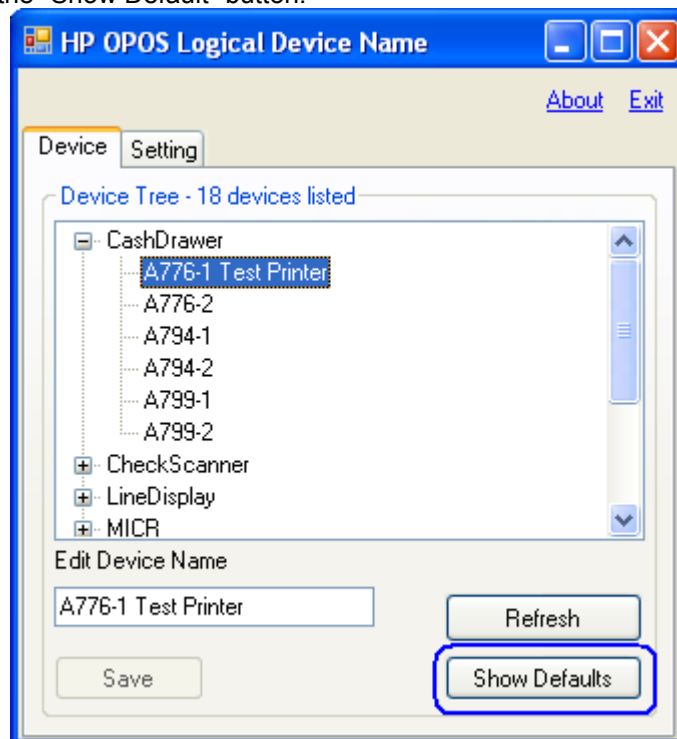 the "Show Default" button.
HP OPOS Logical Device Name
About Exit
Device Setting
Device Tree - 18 devices listed
CashDrawer
A776-1 Test Printer
A776-2
A794-1
A794-2
A799-1
A799-2
CheckScanner
LineDisplay
MICR
Edit Device Name
A776-1 Test Printer
Refresh
Save
Show Defaults